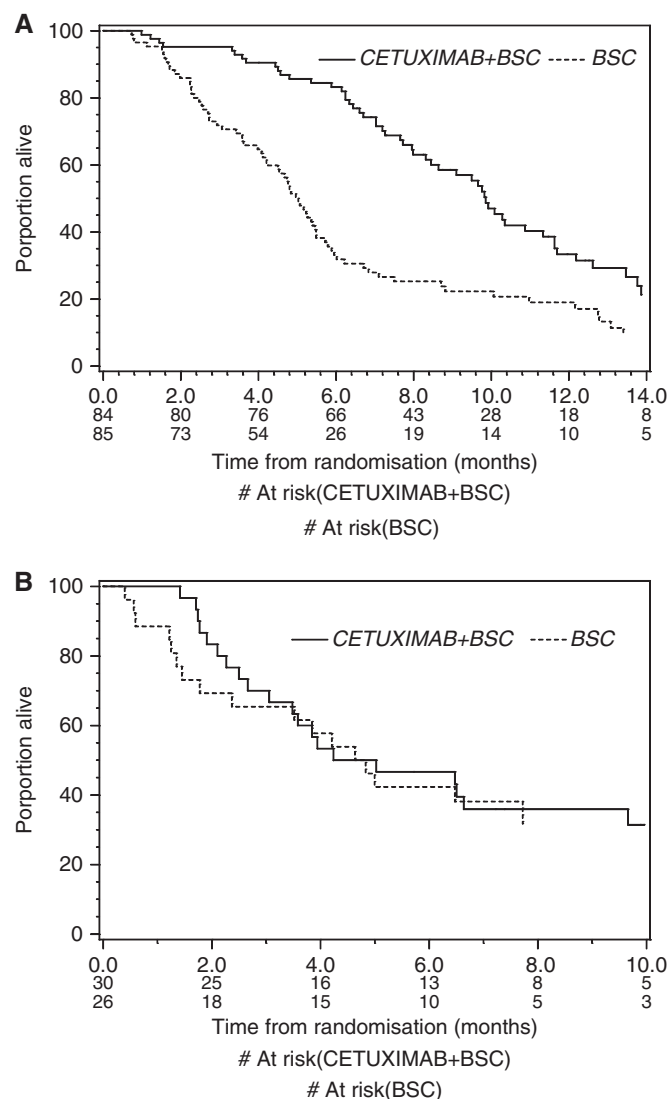 A
100
CETUXIMAB+BSC BSC
80
60
40
20
0
Porportion alive
0.0 2.0 4.0 6.0 8.0 10.0 12.0 14.0
84 80 76 66 43 28 18 8
85 73 54 26 19 14 10 5
Time from randomisation (months)
# At risk(CETUXIMAB+BSC)
# At risk(BSC)
B
100
CETUXIMAB+BSC BSC
80
60
40
20
0
Porportion alive
0.0 2.0 4.0 6.0 8.0 10.0
30 25 16 13 8 5
26 18 15 10 5 3
Time from randomisation (months)
# At risk(CETUXIMAB+BSC)
# At risk(BSC)